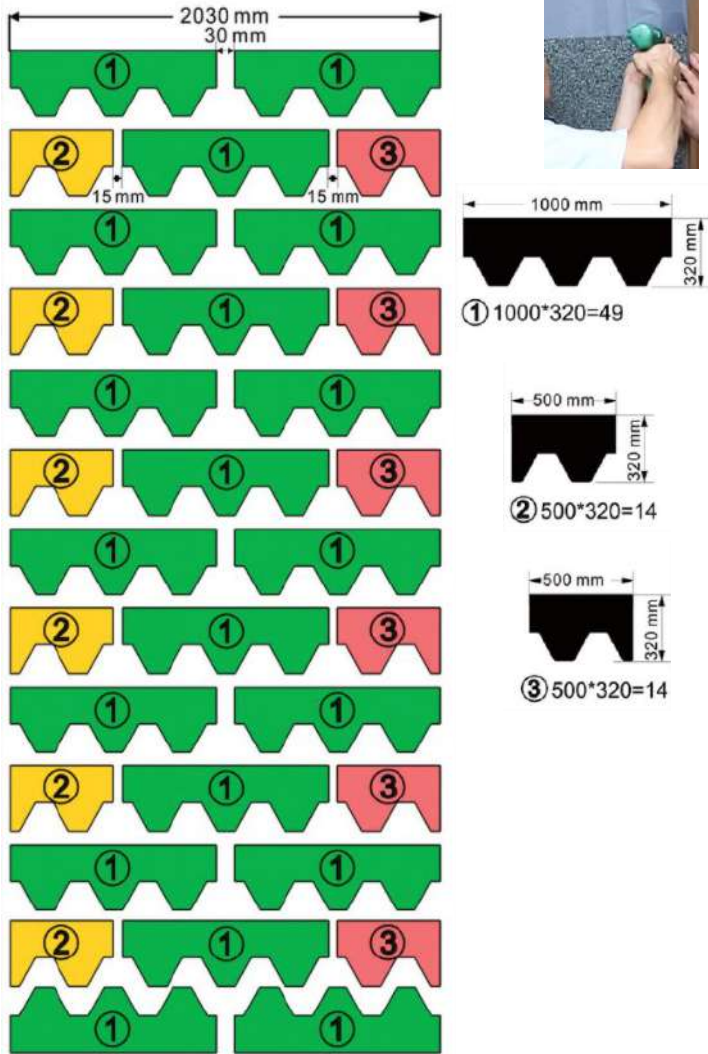 2030 mm
30 mm
① ①
② ① ③
15 mm 15 mm
① ①
② ① ③
① ①
② ① ③
① ①
② ① ③
① ①
② ① ③
① ①
② ① ③
① ①
1000 mm
320 mm
① 1000*320=49
500 mm
320 mm
② 500*320=14
500 mm
320 mm
③ 500*320=14